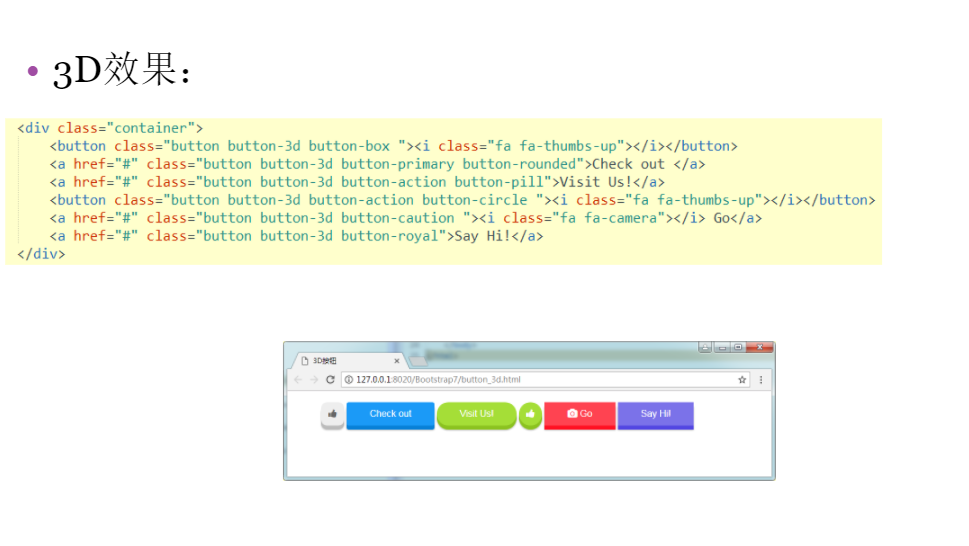 • 3D效果：
<div class="container">
<button class="button button-3d button-box "><i class="fa fa-thumbs-up"></i></button>
<a href="#" class="button button-3d button-primary button-rounded">Check out </a>
<a href="#" class="button button-3d button-action button-pill">Visit Us!</a>
<button class="button button-3d button-action button-circle "><i class="fa fa-thumbs-up"></i></button>
<a href="#" class="button button-3d button-caution "><i class="fa fa-camera"></i> Go</a>
<a href="#" class="button button-3d button-royal">Say Hi!</a>
</div>
3D按钮
127.0.0.1:8020/Bootstrap7/button_3d.html
Check out Visit Us! Go Say Hi!